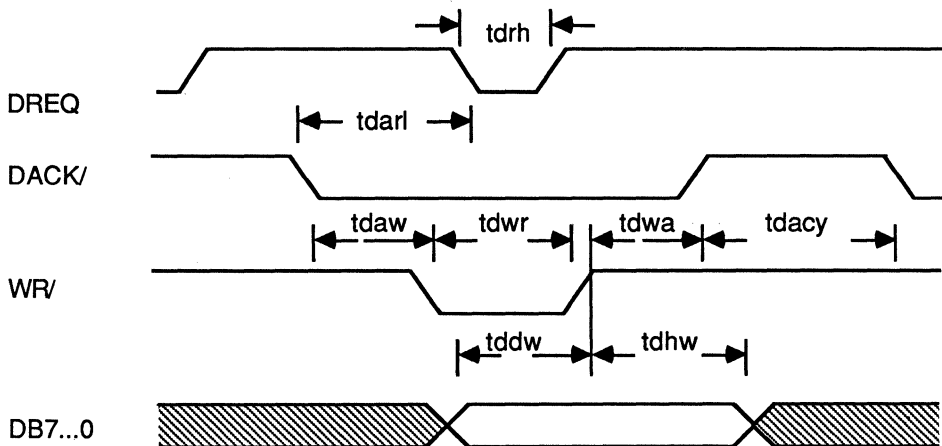 tdrh
DREQ
tdarl
DACK/
tdaw tdwr tdwa tdacy
WR/
tddw tdhw
DB7...0